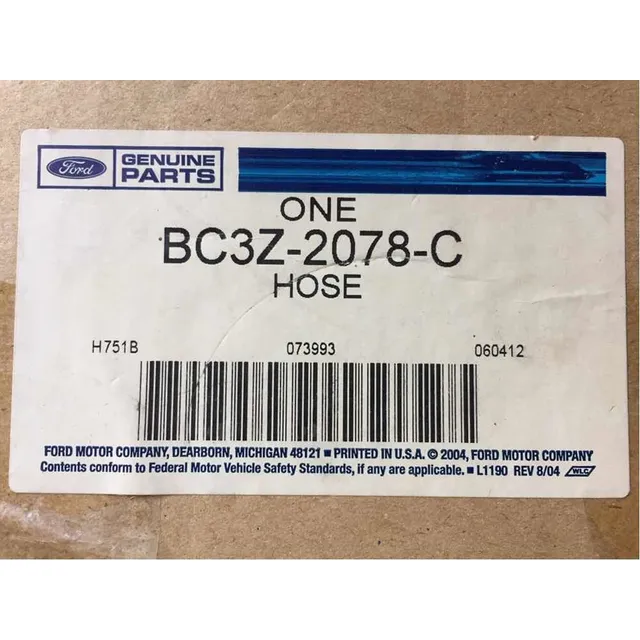 Ford GENUINE PARTS
ONE
BC3Z-2078-C
HOSE
H751B 073993 060412
FORD MOTOR COMPANY, DEARBORN, MICHIGAN 48121 ■ PRINTED IN U.S.A. © 2004, FORD MOTOR COMPANY
Contents conform to Federal Motor Vehicle Safety Standards, if any are applicable. ■ L1190 REV 8/04 WLC